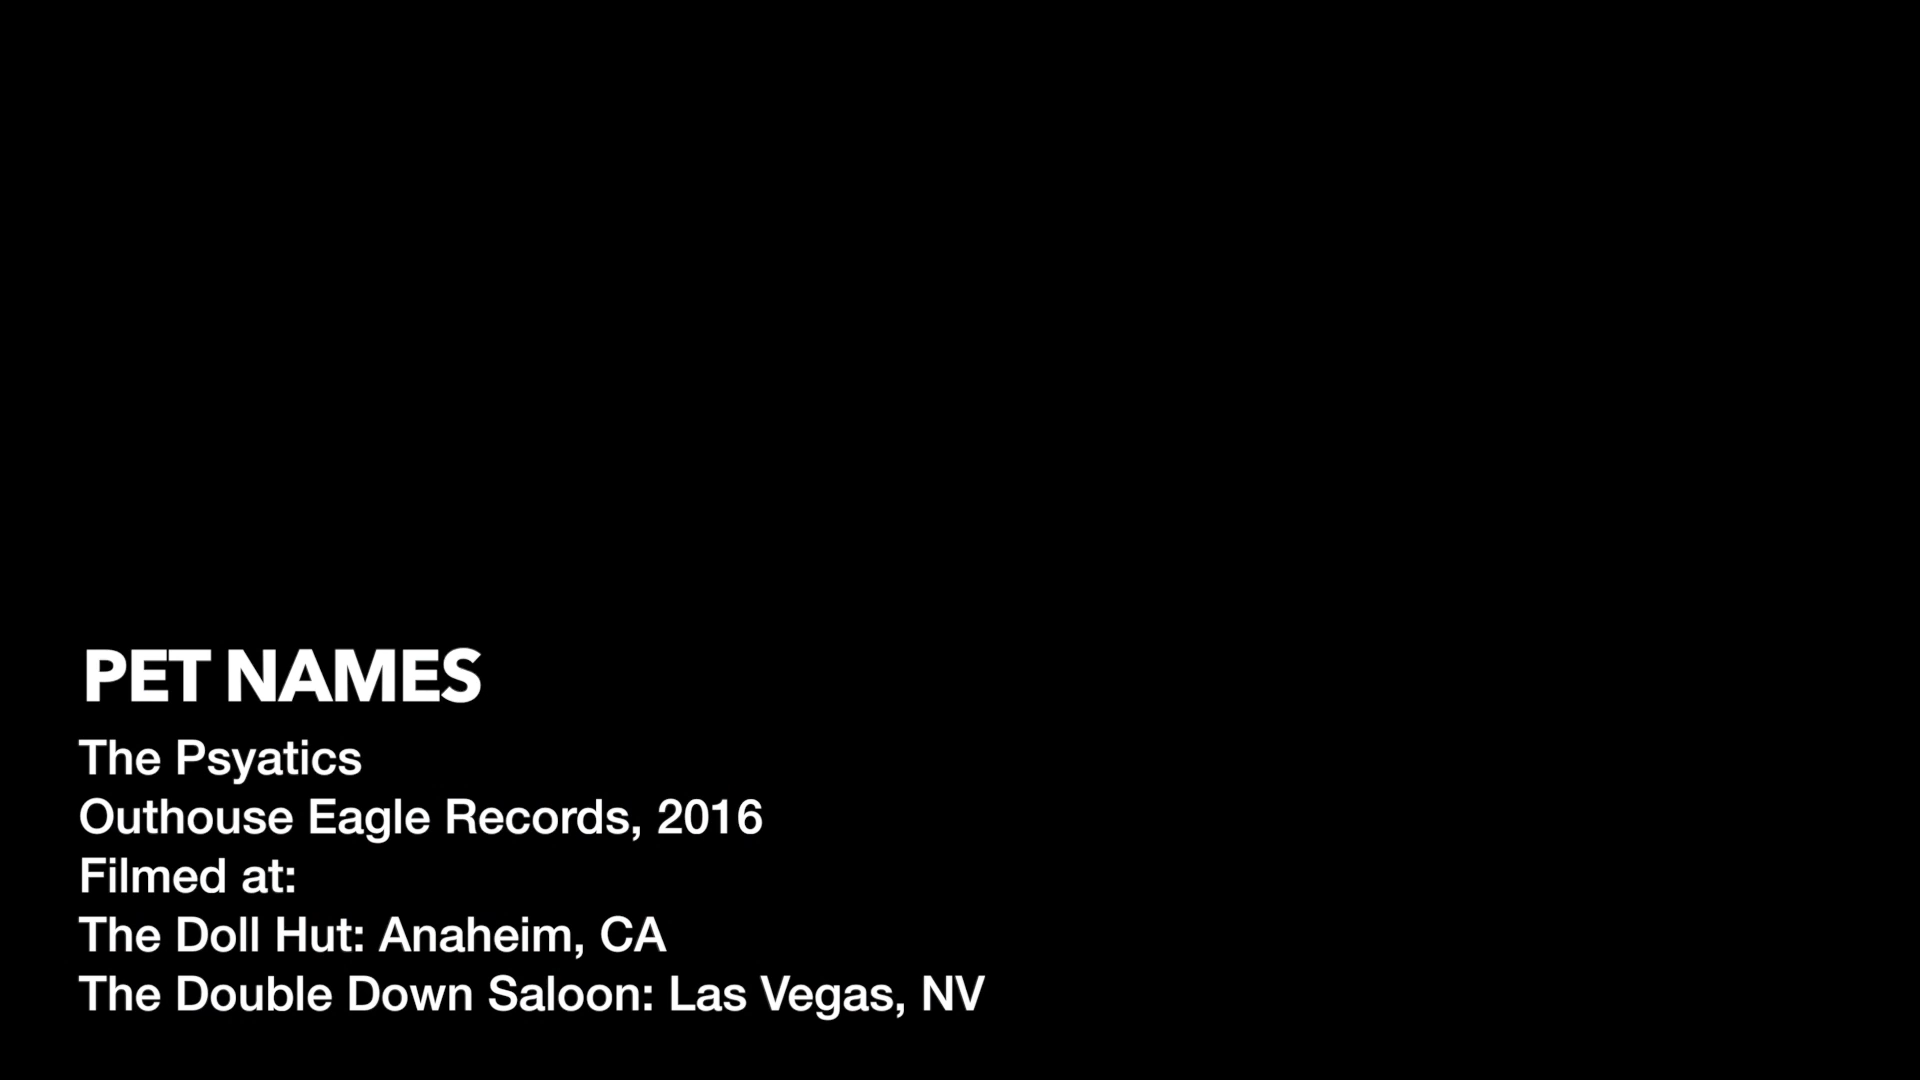 PET NAMES
The Psyatics
Outhouse Eagle Records, 2016
Filmed at:
The Doll Hut: Anaheim, CA
The Double Down Saloon: Las Vegas, NV